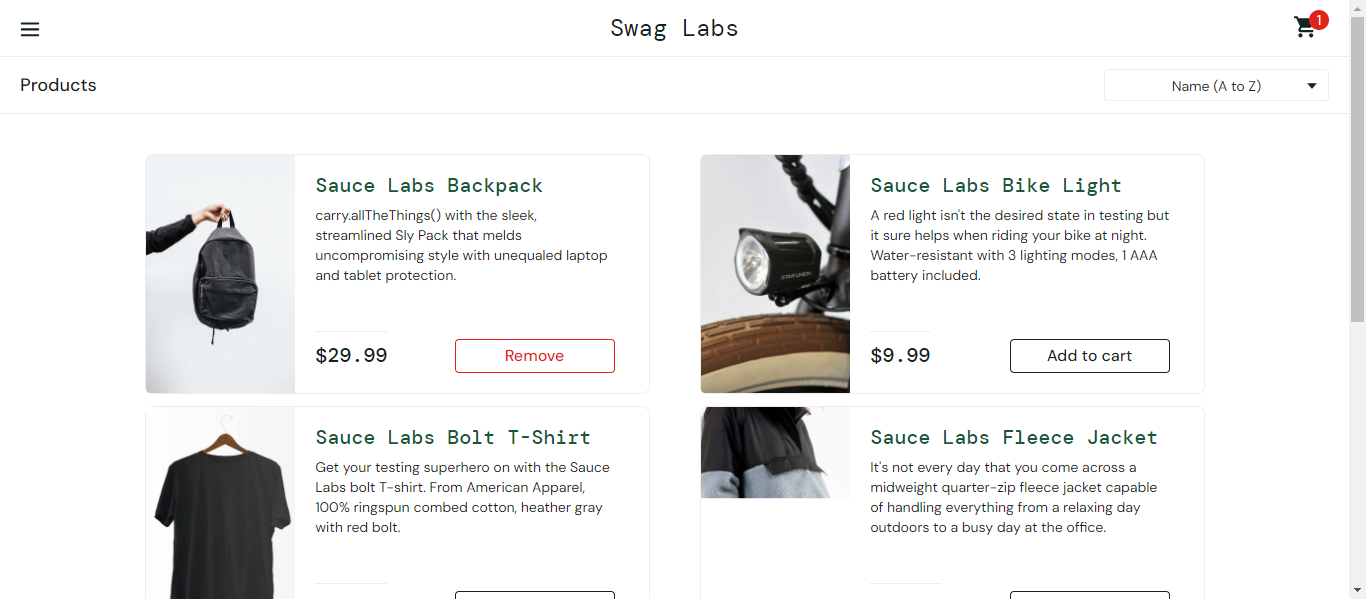 Swag Labs
1
Products
Name (A to Z)
Sauce Labs Backpack
carry.allTheThings() with the sleek,
streamlined Sly Pack that melds
uncompromising style with unequaled laptop
and tablet protection.
$29.99
Remove
Sauce Labs Bike Light
A red light isn't the desired state in testing but
it sure helps when riding your bike at night.
Water-resistant with 3 lighting modes, 1 AAA
battery included.
STAR UNION
$9.99
Add to cart
Sauce Labs Bolt T-Shirt
Get your testing superhero on with the Sauce
Labs bolt T-shirt. From American Apparel,
100% ringspun combed cotton, heather gray
with red bolt.
Sauce Labs Fleece Jacket
It's not every day that you come across a
midweight quarter-zip fleece jacket capable
of handling everything from a relaxing day
outdoors to a busy day at the office.